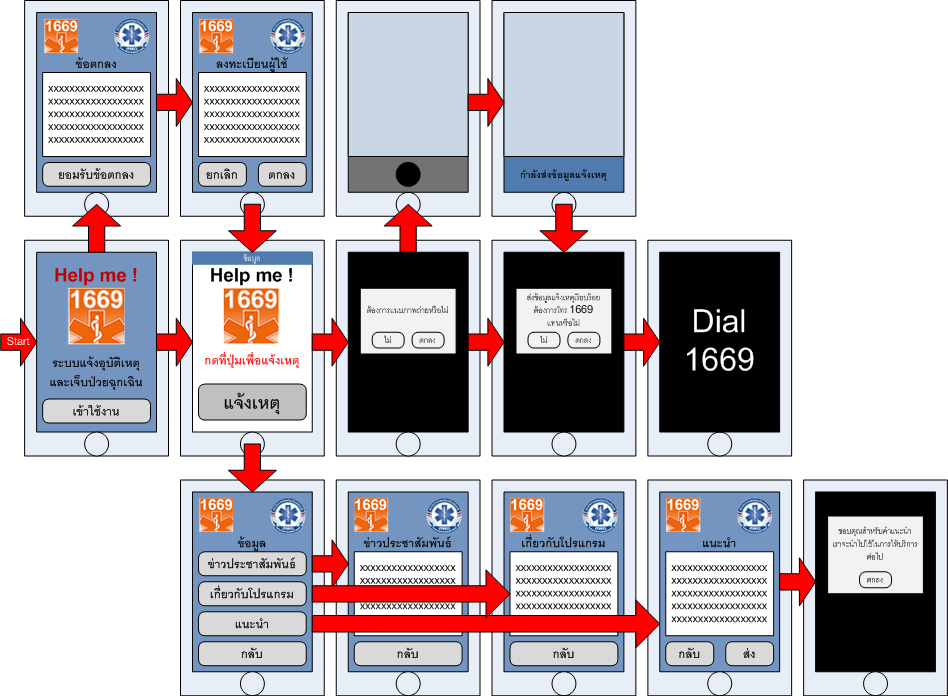 1669
ข้อตกลง
xxxxxxxxxxxxxxxxxx
xxxxxxxxxxxxxxxxxx
xxxxxxxxxxxxxxxxxx
xxxxxxxxxxxxxxxxxx
xxxxxxxxxxxxxxxxxx
ยอมรับข้อตกลง
1669
ลงทะเบียนผู้ใช้
xxxxxxxxxxxxxxxxxx
xxxxxxxxxxxxxxxxxx
xxxxxxxxxxxxxxxxxx
xxxxxxxxxxxxxxxxxx
xxxxxxxxxxxxxxxxxx
ยกเลิก ตกลง
กำลังส่งข้อมูลแจ้งเหตุ
Start
Help me !
1669
ระบบแจ้งอุบัติเหตุ
และเจ็บป่วยฉุกเฉิน
เข้าใช้งาน
ข้อมูล
Help me !
1669
กดที่ปุ่มเพื่อแจ้งเหตุ
แจ้งเหตุ
ต้องการแนบภาพถ่ายหรือไม่
ไม่ ตกลง
ส่งข้อมูลแจ้งเหตุเรียบร้อย
ต้องการโทร 1669
แทนหรือไม่
ไม่ ตกลง
Dial
1669
1669
ข้อมูล
ข่าวประชาสัมพันธ์
เกี่ยวกับโปรแกรม
แนะนำ
กลับ
1669
ข่าวประชาสัมพันธ์
xxxxxxxxxxxxxxxxxx
xxxxxxxxxxxxxxxxxx
xxxxxxxxxxxxxxxxxx
กลับ
1669
เกี่ยวกับโปรแกรม
xxxxxxxxxxxxxxxxxx
xxxxxxxxxxxxxxxxxx
xxxxxxxxxxxxxxxxxx
xxxxxxxxxxxxxxxxxx
กลับ
1669
แนะนำ
xxxxxxxxxxxxxxxxxx
xxxxxxxxxxxxxxxxxx
xxxxxxxxxxxxxxxxxx
xxxxxxxxxxxxxxxxxx
xxxxxxxxxxxxxxxxxx
กลับ ส่ง
ขอบคุณสำหรับคำแนะนำ
เราจะนำไปใช้ในการให้บริการ
ต่อไป
ตกลง